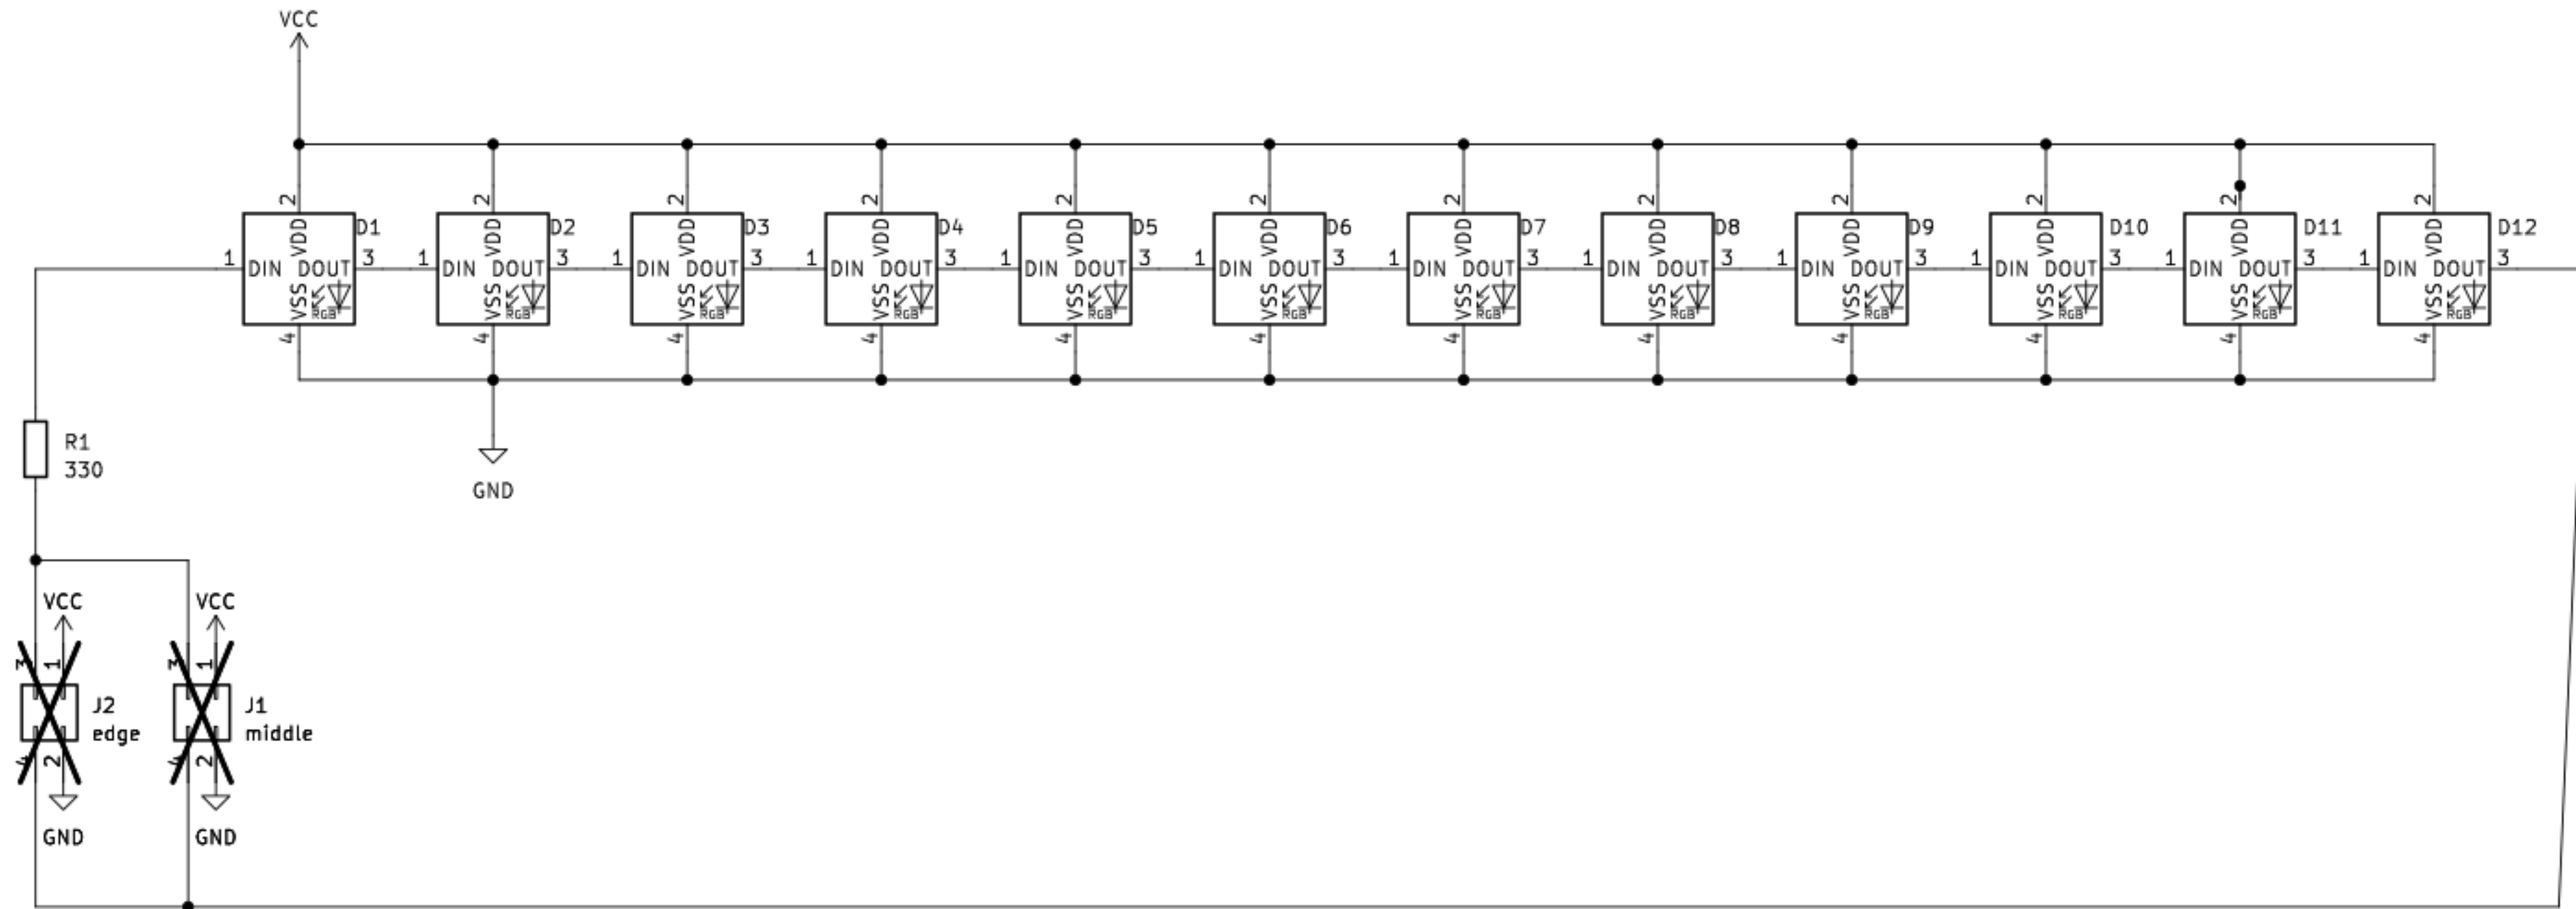 VCC
2 2 2 2 2 2 2 2 2 2 2 2
D1 D2 D3 D4 D5 D6 D7 D8 D9 D10 D11 D12
VDD VDD VDD VDD VDD VDD VDD VDD VDD VDD VDD VDD
1 DIN DOUT 3 1 DIN DOUT 3 1 DIN DOUT 3 1 DIN DOUT 3 1 DIN DOUT 3 1 DIN DOUT 3 1 DIN DOUT 3 1 DIN DOUT 3 1 DIN DOUT 3 1 DIN DOUT 3 1 DIN DOUT 3 1 DIN DOUT 3
VSS RGB VSS RGB VSS RGB VSS RGB VSS RGB VSS RGB VSS RGB VSS RGB VSS RGB VSS RGB VSS RGB VSS RGB
4 4 4 4 4 4 4 4 4 4 4 4
R1
330
GND
VCC VCC
3 1 3 1
J2 J1
edge middle
4 2 4 2
GND GND